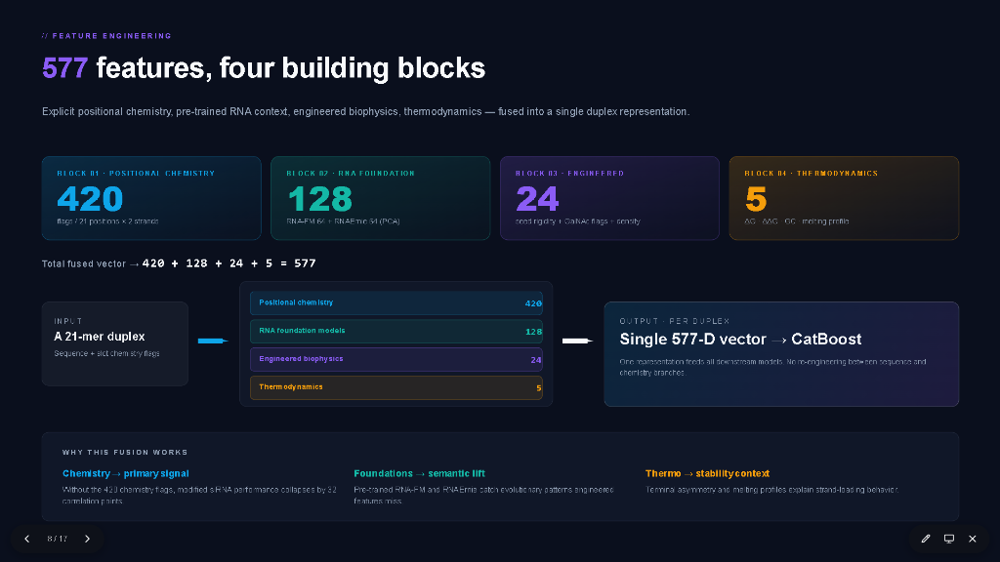 // FEATURE ENGINEERING
577 features, four building blocks
Explicit positional chemistry, pre-trained RNA context, engineered biophysics, thermodynamics — fused into a single duplex representation.
BLOCK 01 · POSITIONAL CHEMISTRY
420
flags / 21 positions × 2 strands
BLOCK 02 · RNA FOUNDATION
128
RNA-FM 64 + RNAErnie 64 (PCA)
BLOCK 03 · ENGINEERED
24
seed rigidity + GalNAc flags + density
BLOCK 04 · THERMODYNAMICS
5
ΔG · ΔΔG · GC · melting profile
Total fused vector → 420 + 128 + 24 + 5 = 577
INPUT
A 21-mer duplex
Sequence + slot chemistry flags
Positional chemistry 420
RNA foundation models 128
Engineered biophysics 24
Thermodynamics 5
OUTPUT · PER DUPLEX
Single 577-D vector → CatBoost
One representation feeds all downstream models. No re-engineering between sequence and
chemistry branches.
WHY THIS FUSION WORKS
Chemistry → primary signal
Without the 420 chemistry flags, modified siRNA performance collapses by 32
correlation points.
Foundations → semantic lift
Pre-trained RNA-FM and RNAErnie catch evolutionary patterns engineered
features miss.
Thermo → stability context
Terminal asymmetry and melting profiles explain strand-loading behavior.
8 / 17